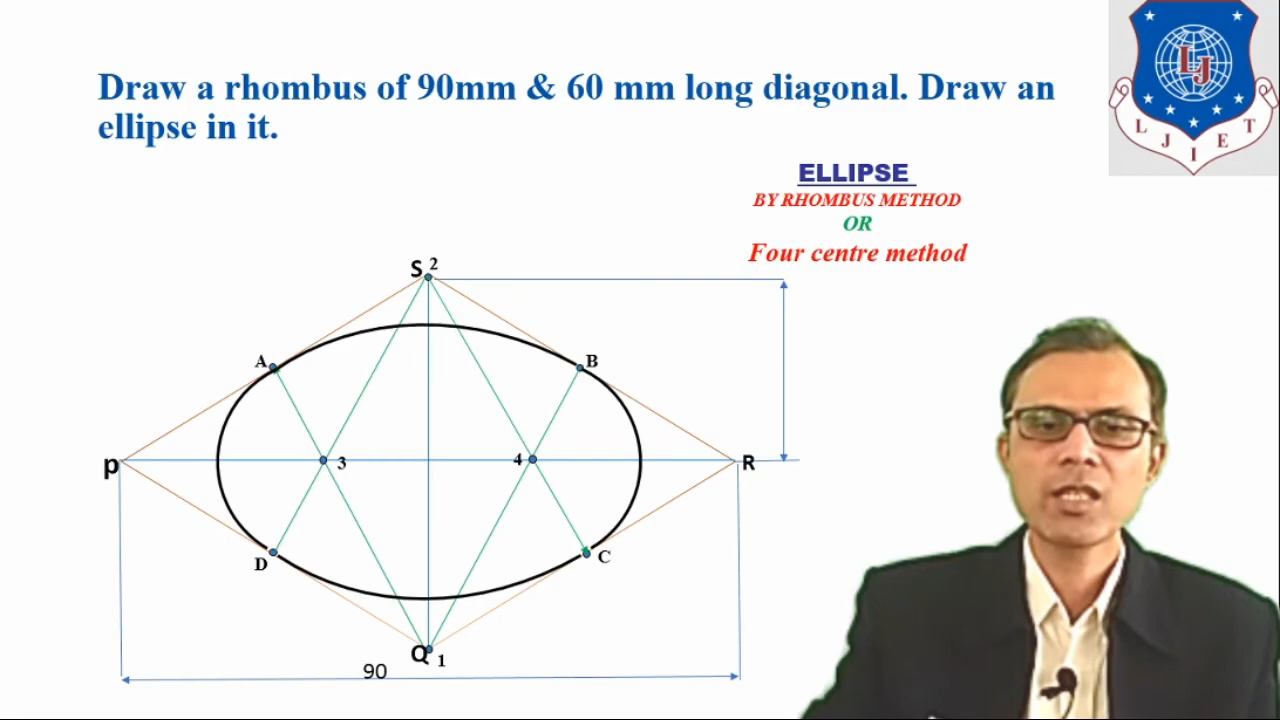 Draw a rhombus of 90mm & 60 mm long diagonal. Draw an
ellipse in it.
LJ
L J I E T
ELLIPSE
BY RHOMBUS METHOD
OR
Four centre method
S 2
A
B
P
3
4
R
D
C
Q 1
90